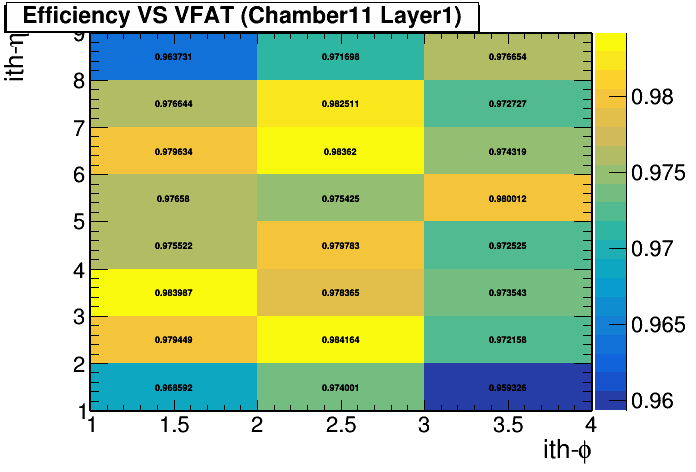 Efficiency VS VFAT (Chamber11 Layer1)
ith-η
9
8
7
6
5
4
3
2
1
0.963731 0.971698 0.976654
0.976644 0.982511 0.972727
0.979634 0.98362 0.974319
0.97658 0.975425 0.980012
0.975522 0.979783 0.972525
0.983987 0.978365 0.973543
0.979449 0.984164 0.972158
0.968592 0.974001 0.959326
1 1.5 2 2.5 3 3.5 4
ith-ϕ
0.98
0.975
0.97
0.965
0.96